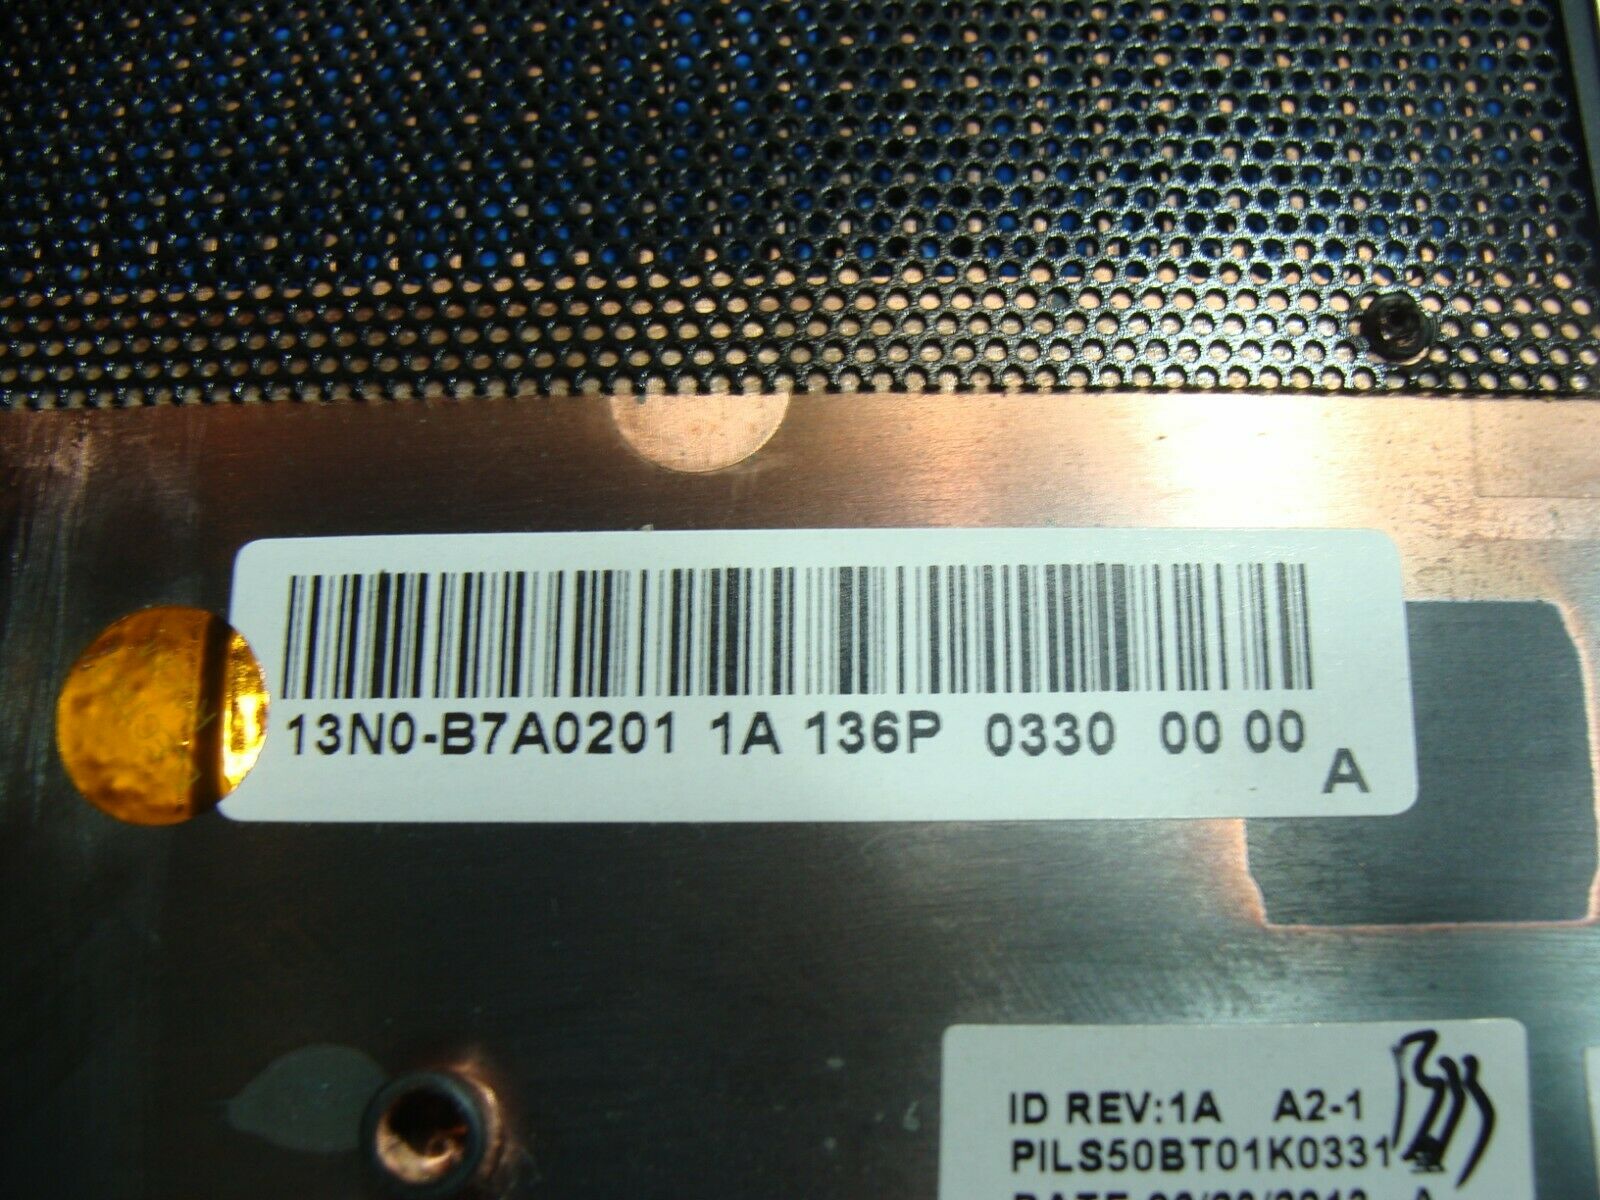 13N0-B7A0201 1A 136P 0330 00 00
A
ID REV:1A A2-1
PILS50BT01K0331